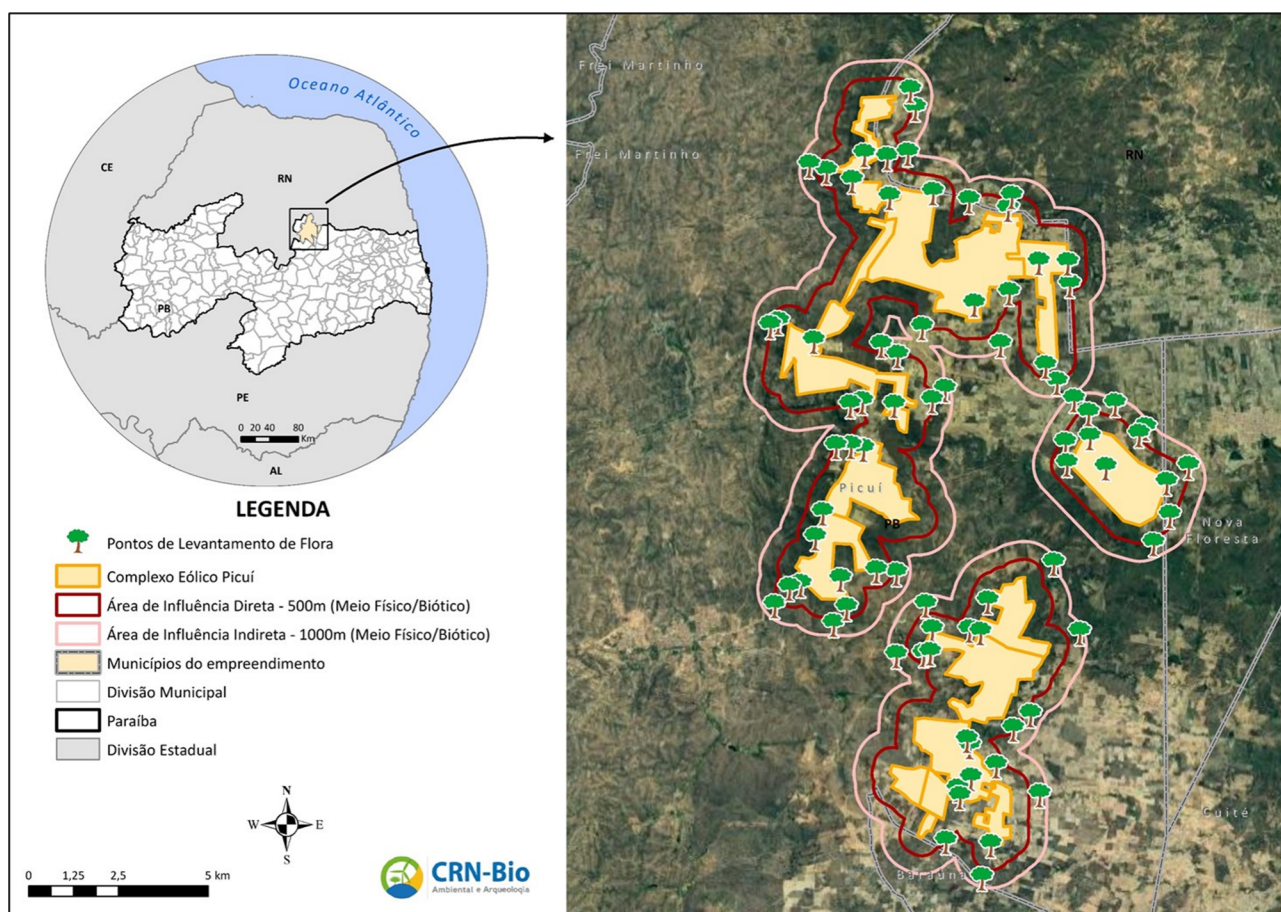 Oceano Atlântico
CE
RN
PB
PE
AL
0 20 40 80
Km
LEGENDA
Pontos de Levantamento de Flora
Complexo Eólico Picuí
Área de Influência Direta - 500m (Meio Físico/Biótico)
Área de Influência Indireta - 1000m (Meio Físico/Biótico)
Municípios do empreendimento
Divisão Municipal
Paraíba
Divisão Estadual
N
W E
S
0 1,25 2,5 5 km
CRN-Bio
Ambiental e Arqueologia
Frei Martinho
Frei Martinho
RN
Picuí
PB
Nova
Floresta
Cuité
Baraúna